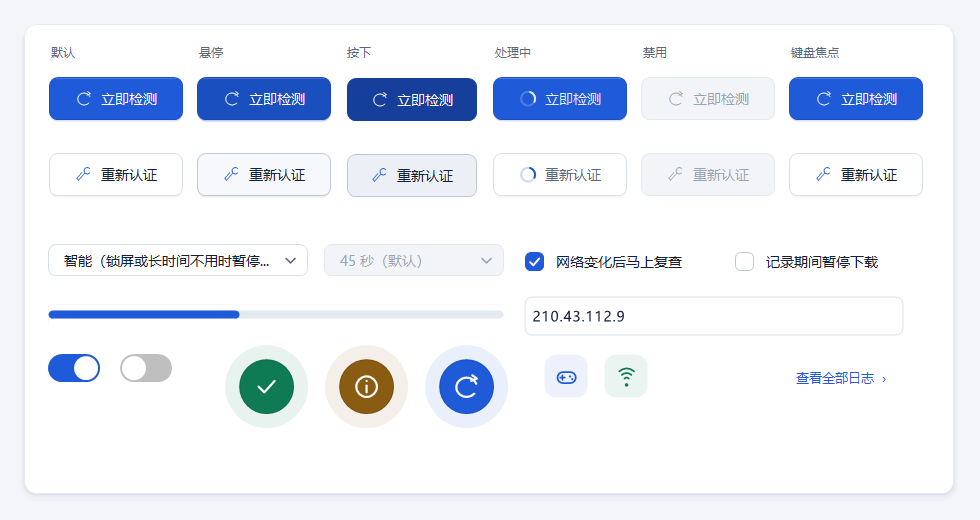 默认 悬停 按下 处理中 禁用 键盘焦点
立即检测 立即检测 立即检测 立即检测 立即检测 立即检测
重新认证 重新认证 重新认证 重新认证 重新认证 重新认证
智能（锁屏或长时间不用时暂停... 45 秒（默认） 网络变化后马上复查 记录期间暂停下载
210.43.112.9
查看全部日志 ›